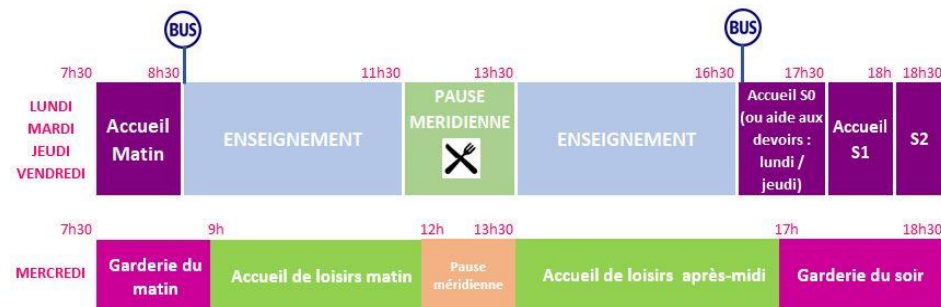 BUS BUS
7h30 8h30 11h30 13h30 16h30 17h30 18h 18h30
LUNDI
MARDI
JEUDI
VENDREDI
Accueil
Matin
ENSEIGNEMENT
PAUSE
MERIDIENNE
ENSEIGNEMENT
Accueil S0
(ou aide aux
devoirs :
lundi /
jeudi)
Accueil
S1
S2
7h30 9h 12h 13h30 17h 18h30
MERCREDI
Garderie du
matin
Accueil de loisirs matin
Pause
méridienne
Accueil de loisirs après-midi
Garderie du soir